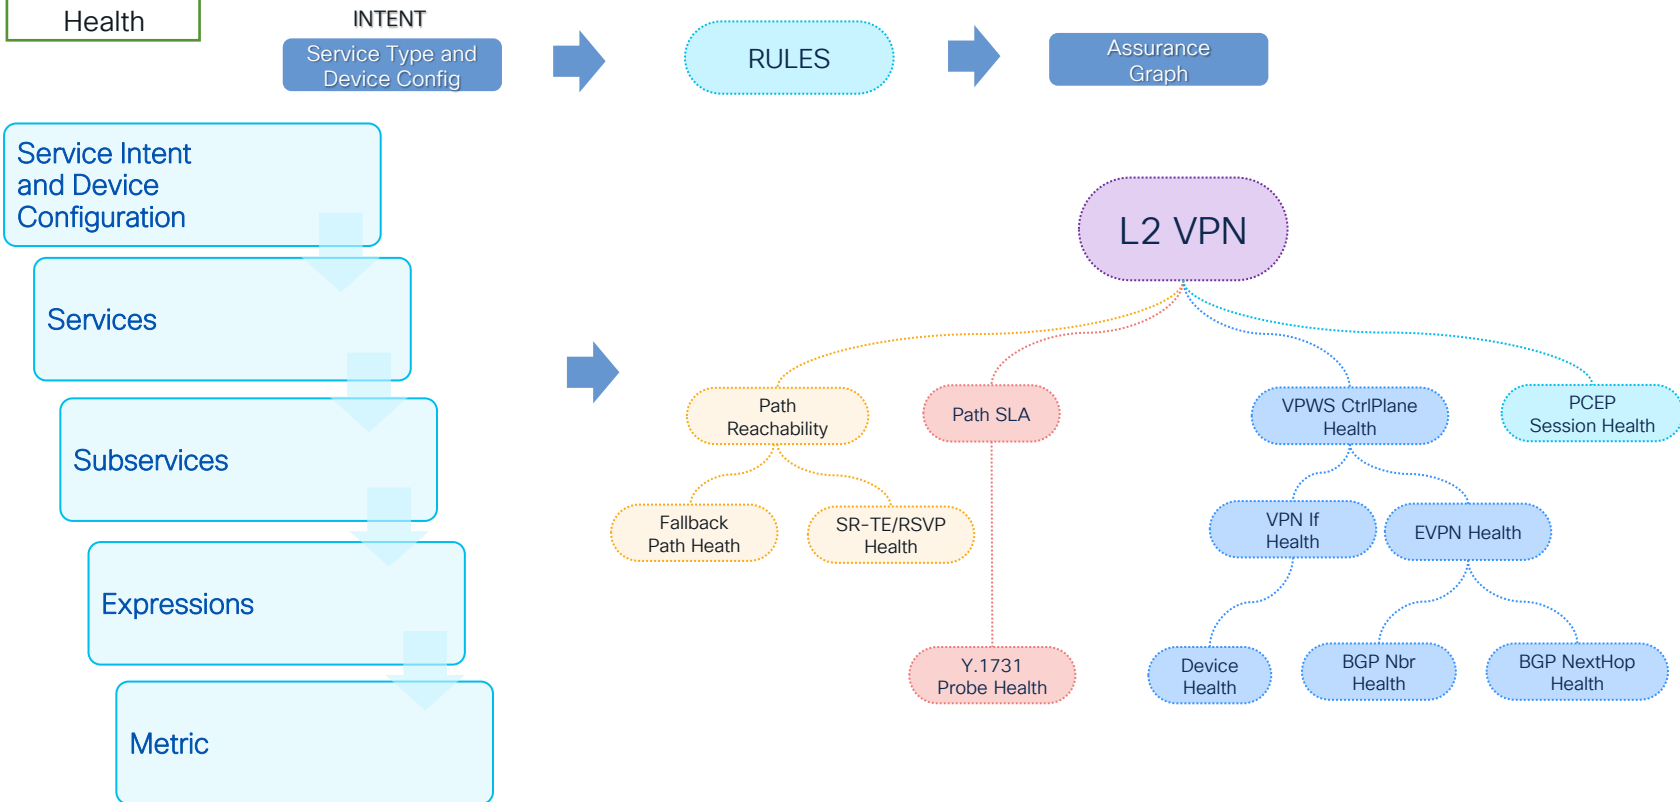 Health
INTENT
Service Type and
Device Config
RULES
Assurance
Graph
Service Intent
and Device
Configuration
Services
Subservices
Expressions
Metric
L2 VPN
Path
Reachability
Path SLA
VPWS CtrlPlane
Health
PCEP
Session Health
Fallback
Path Heath
SR-TE/RSVP
Health
VPN If
Health
EVPN Health
Y.1731
Probe Health
Device
Health
BGP Nbr
Health
BGP NextHop
Health